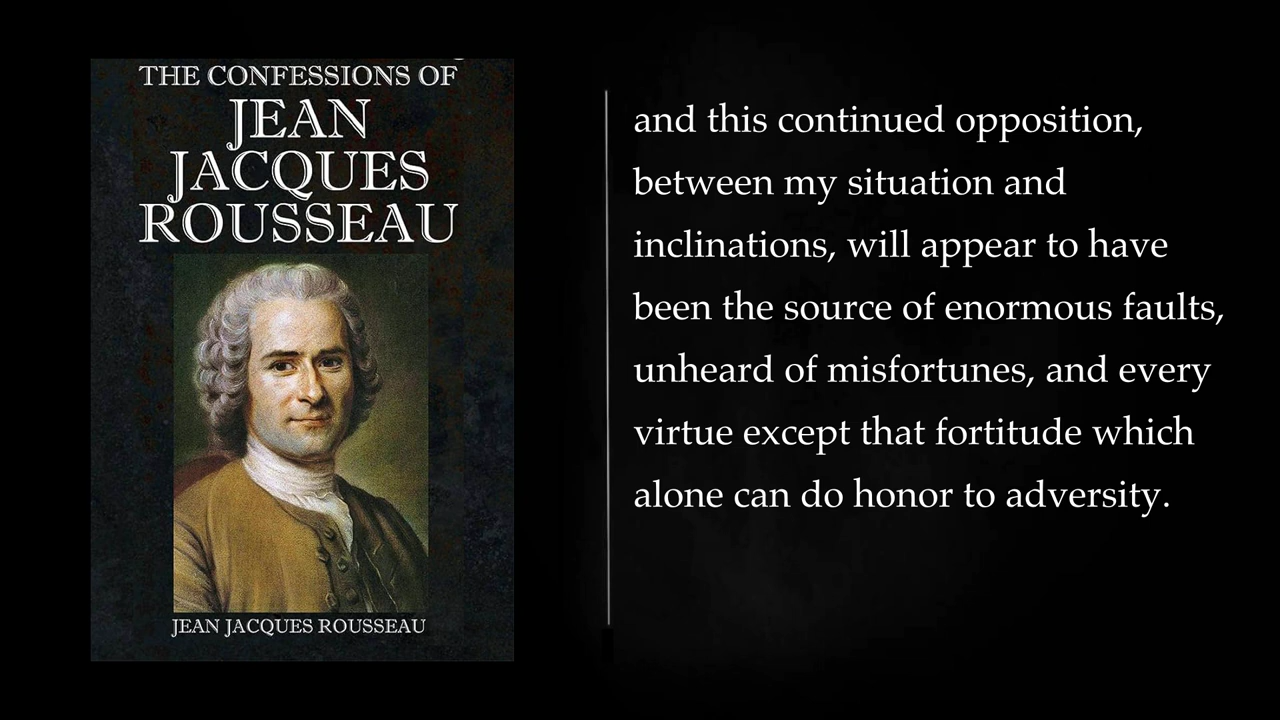 THE CONFESSIONS OF
JEAN
JACQUES
ROUSSEAU
JEAN JACQUES ROUSSEAU
and this continued opposition,
between my situation and
inclinations, will appear to have
been the source of enormous faults,
unheard of misfortunes, and every
virtue except that fortitude which
alone can do honor to adversity.